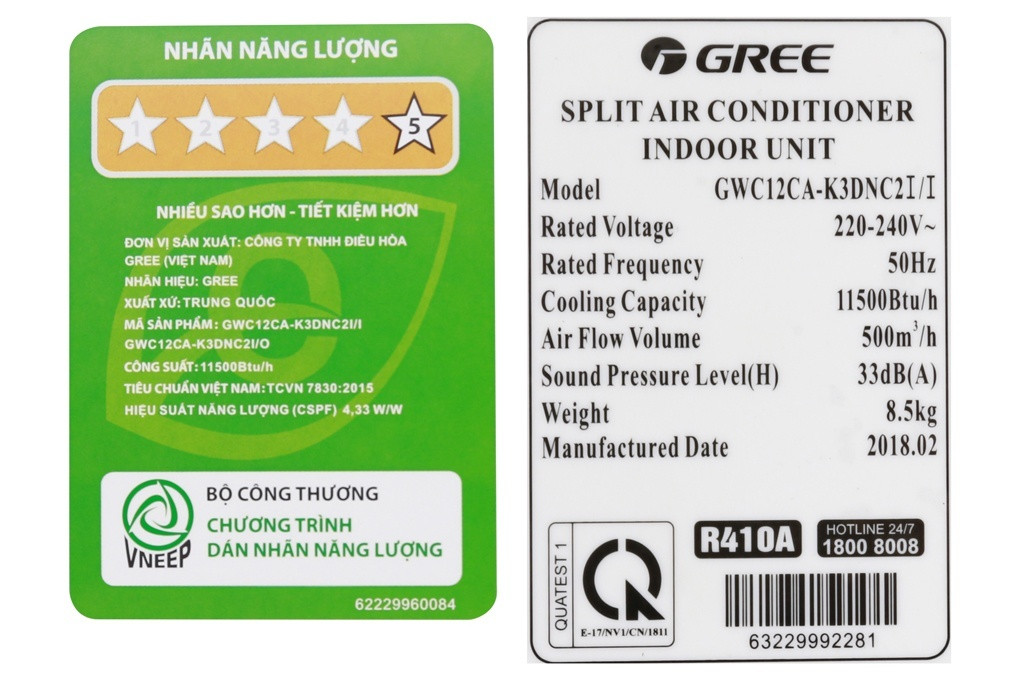 NHÃN NĂNG LƯỢNG
1 2 3 4 5
NHIỀU SAO HƠN - TIẾT KIỆM HƠN
ĐƠN VỊ SẢN XUẤT: CÔNG TY TNHH ĐIỀU HÒA
GREE (VIỆT NAM)
NHÃN HIỆU: GREE
XUẤT XỨ: TRUNG QUỐC
MÃ SẢN PHẨM: GWC12CA-K3DNC2I/I
GWC12CA-K3DNC2I/O
CÔNG SUẤT: 11500Btu/h
TIÊU CHUẨN VIỆT NAM: TCVN 7830:2015
HIỆU SUẤT NĂNG LƯỢNG (CSPF) 4,33 W/W
VNEEP
BỘ CÔNG THƯƠNG
CHƯƠNG TRÌNH
DÁN NHÃN NĂNG LƯỢNG
62229960084
GREE
SPLIT AIR CONDITIONER
INDOOR UNIT
Model GWC12CA-K3DNC2I/I
Rated Voltage 220-240V~
Rated Frequency 50Hz
Cooling Capacity 11500Btu/h
Air Flow Volume 500m³/h
Sound Pressure Level(H) 33dB(A)
Weight 8.5kg
Manufactured Date 2018.02
QUATEST 1
E-17/NV1/CN/1811
R410A
HOTLINE 24/7
1800 8008
63229992281